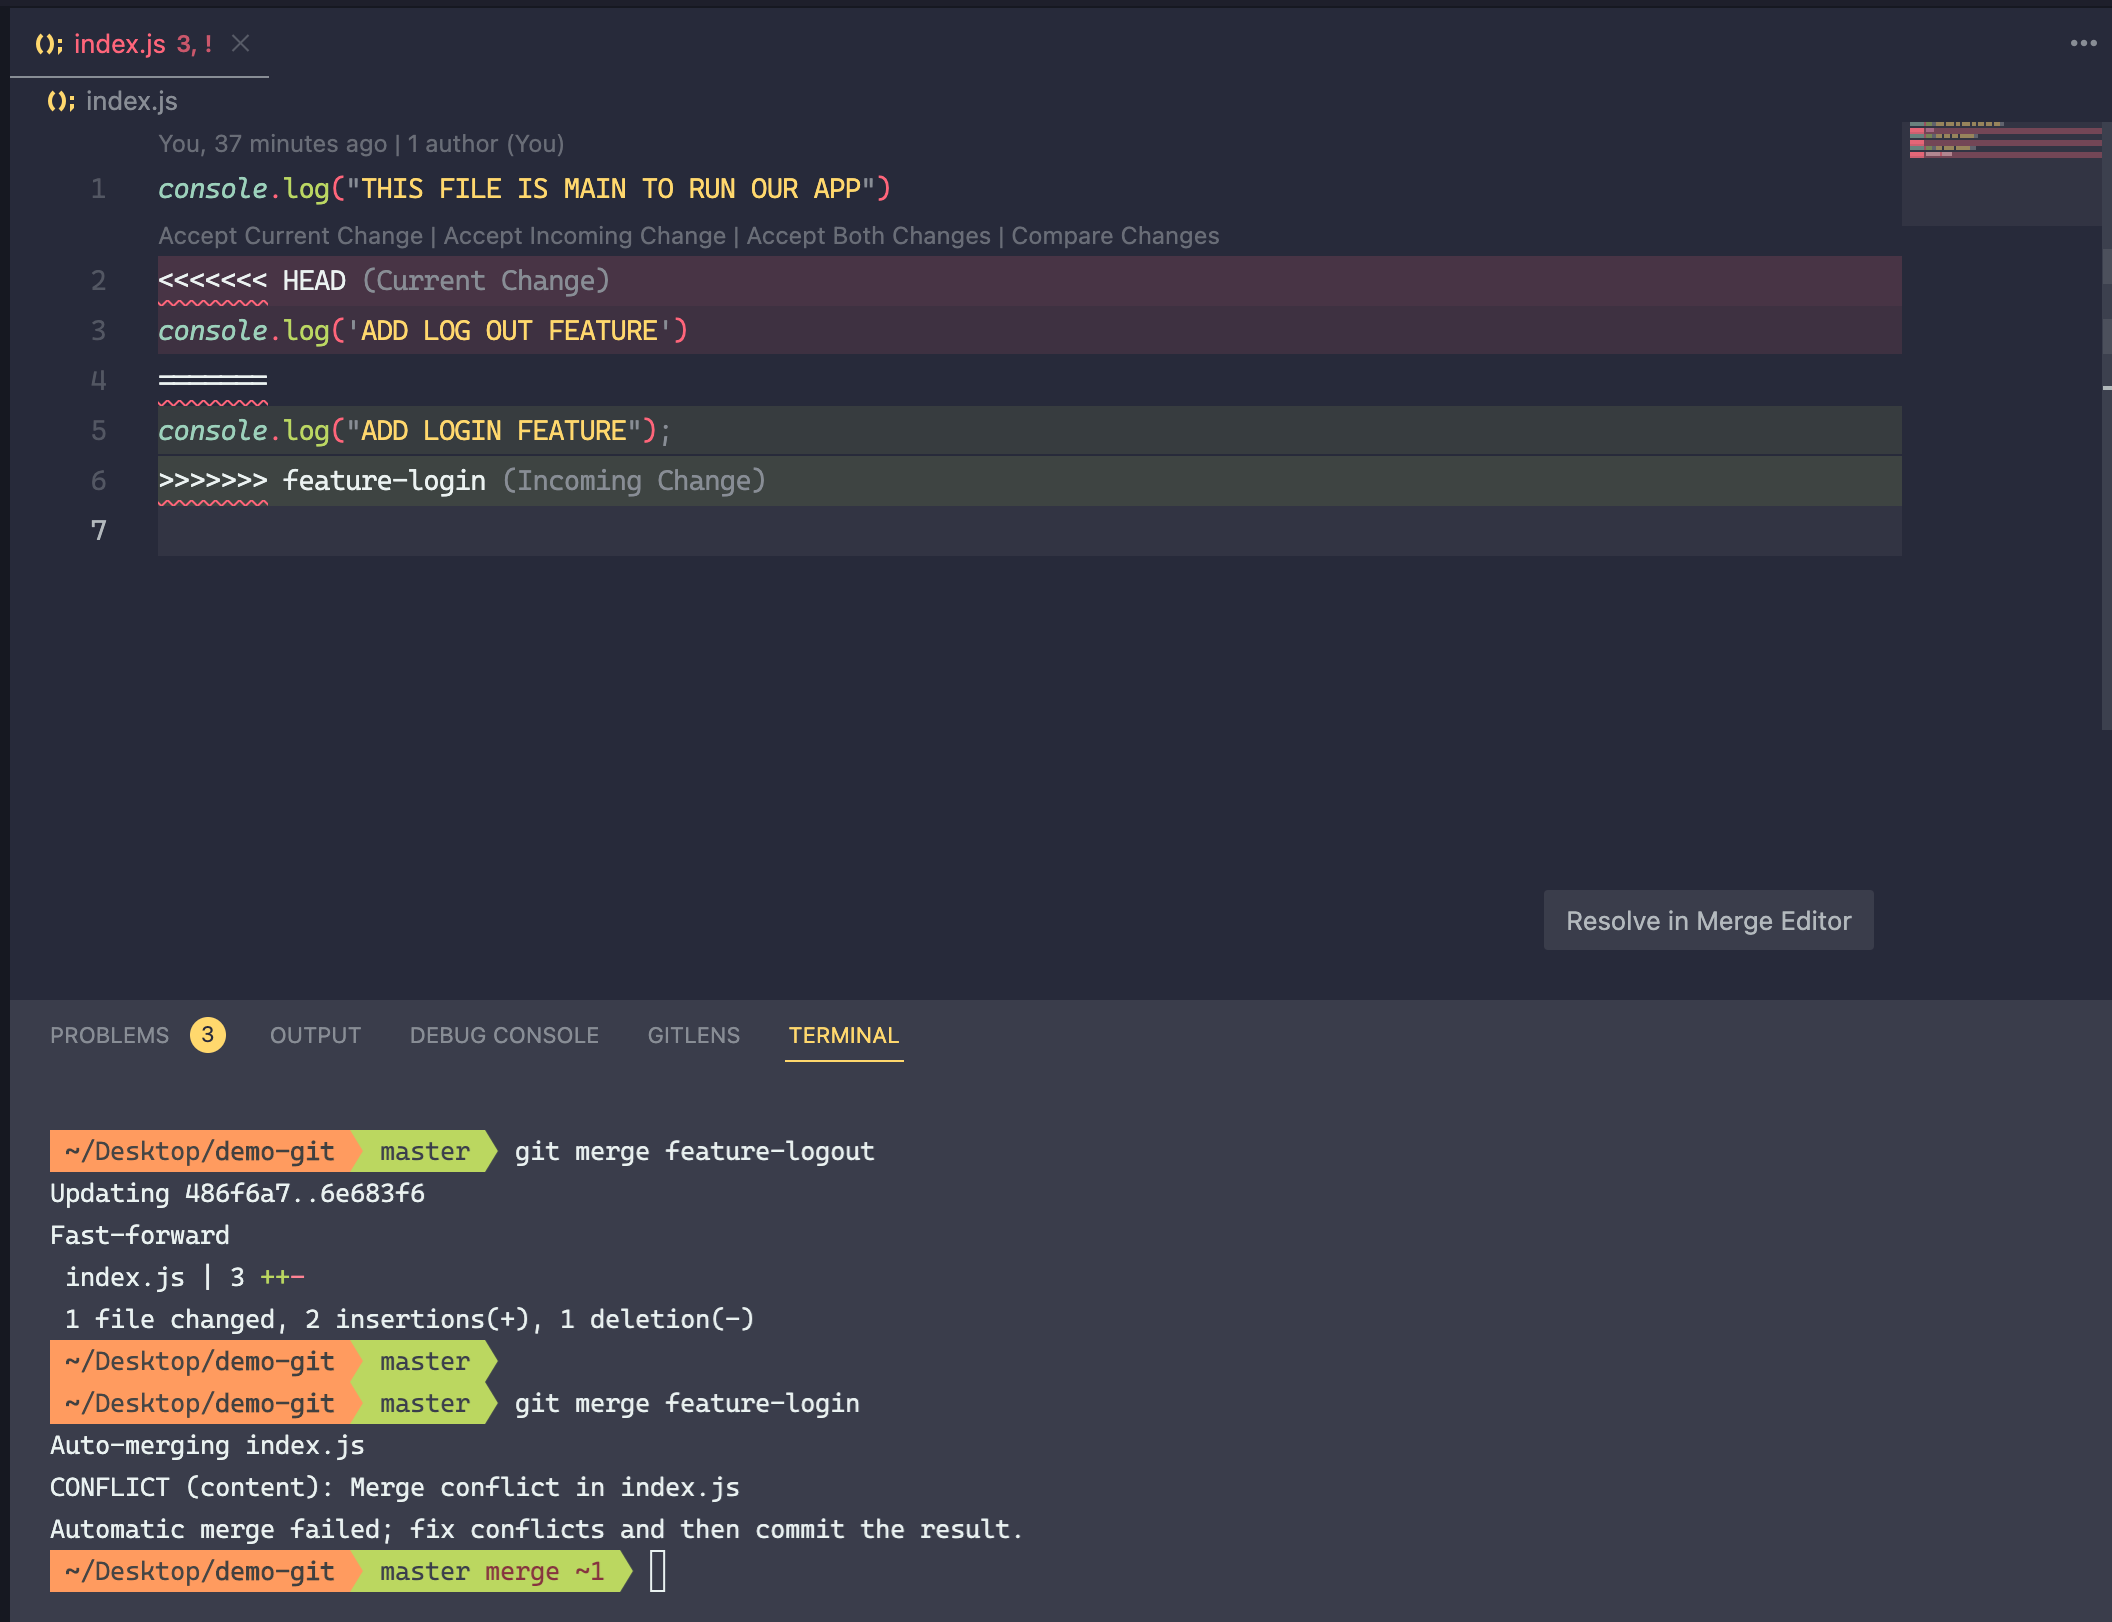 (); index.js 3, !
(); index.js
You, 37 minutes ago | 1 author (You)
1 console.log("THIS FILE IS MAIN TO RUN OUR APP")
Accept Current Change | Accept Incoming Change | Accept Both Changes | Compare Changes
2 <<<<<<< HEAD (Current Change)
3 console.log('ADD LOG OUT FEATURE')
4 =======
5 console.log("ADD LOGIN FEATURE");
6 >>>>>>> feature-login (Incoming Change)
7
Resolve in Merge Editor
PROBLEMS 3 OUTPUT DEBUG CONSOLE GITLENS TERMINAL
~/Desktop/demo-git master git merge feature-logout
Updating 486f6a7..6e683f6
Fast-forward
index.js | 3 ++-
1 file changed, 2 insertions(+), 1 deletion(-)
~/Desktop/demo-git master
~/Desktop/demo-git master git merge feature-login
Auto-merging index.js
CONFLICT (content): Merge conflict in index.js
Automatic merge failed; fix conflicts and then commit the result.
~/Desktop/demo-git master merge ~1